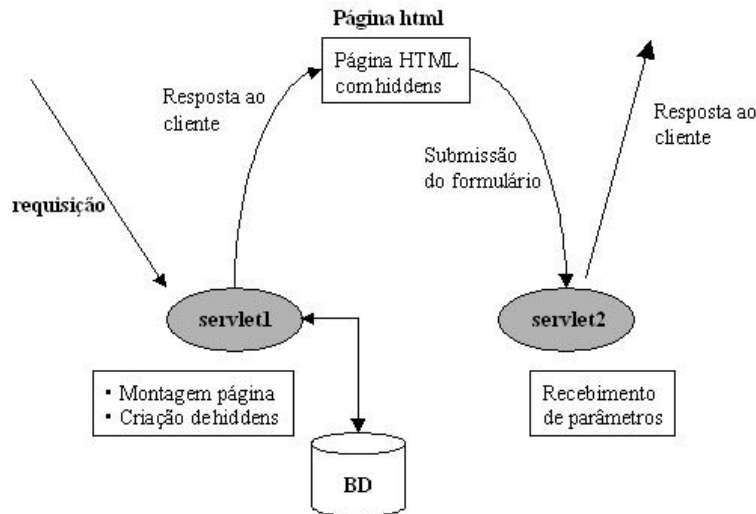 Página html
Página HTML
com hiddens
Resposta ao
cliente
Submissão
do formulário
Resposta ao
cliente
requisição
servlet1
servlet2
▪ Montagem página
▪ Criação de hiddens
Recebimento
de parâmetros
BD